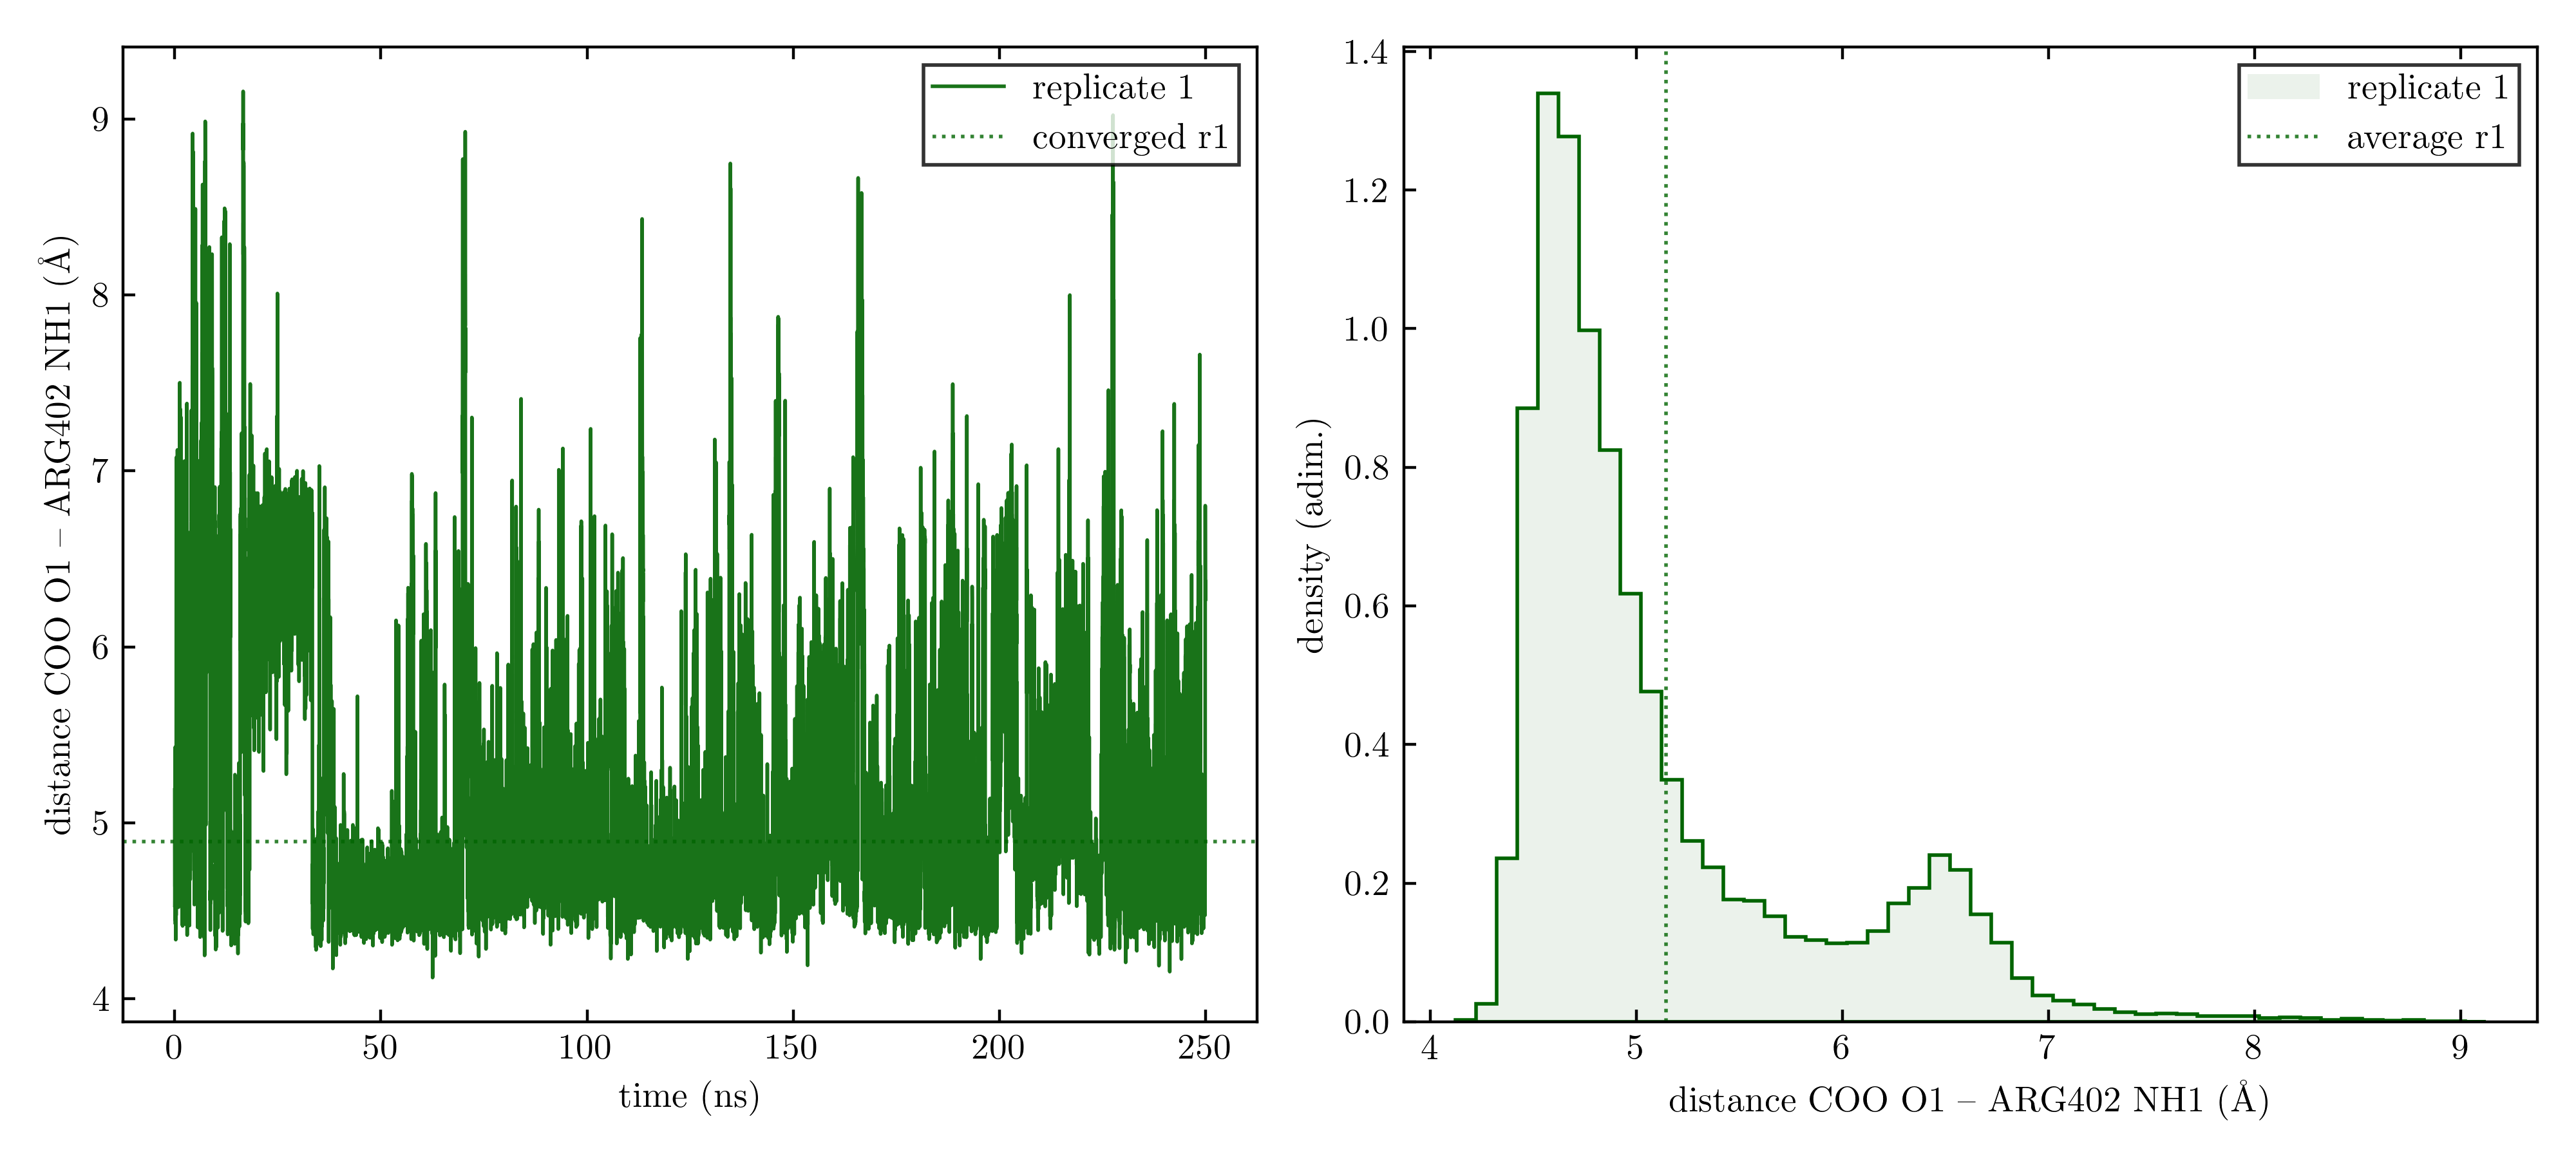 distance COO O1 – ARG402 NH1 (Å)
9
8
7
6
5
4
0 50 100 150 200 250
time (ns)
replicate 1
converged r1
density (adim.)
1.4
1.2
1.0
0.8
0.6
0.4
0.2
0.0
4 5 6 7 8 9
distance COO O1 – ARG402 NH1 (Å)
replicate 1
average r1